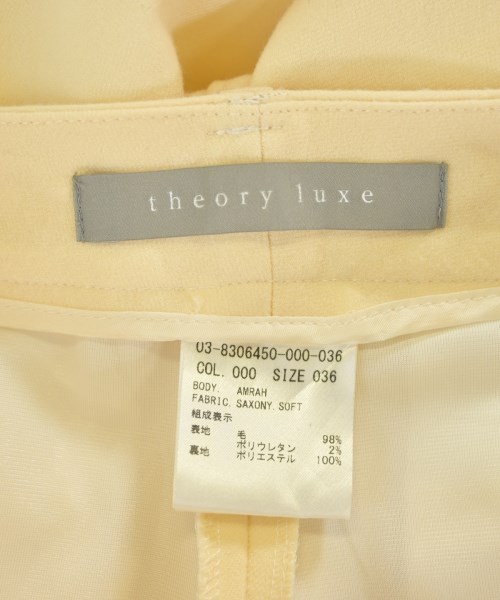 theory luxe
03-8306450-000-036
COL. 000 SIZE 036
BODY. AMRAH
FABRIC. SAXONY. SOFT
組成表示
表地 毛 98%
ポリウレタン 2%
裏地 ポリエステル 100%